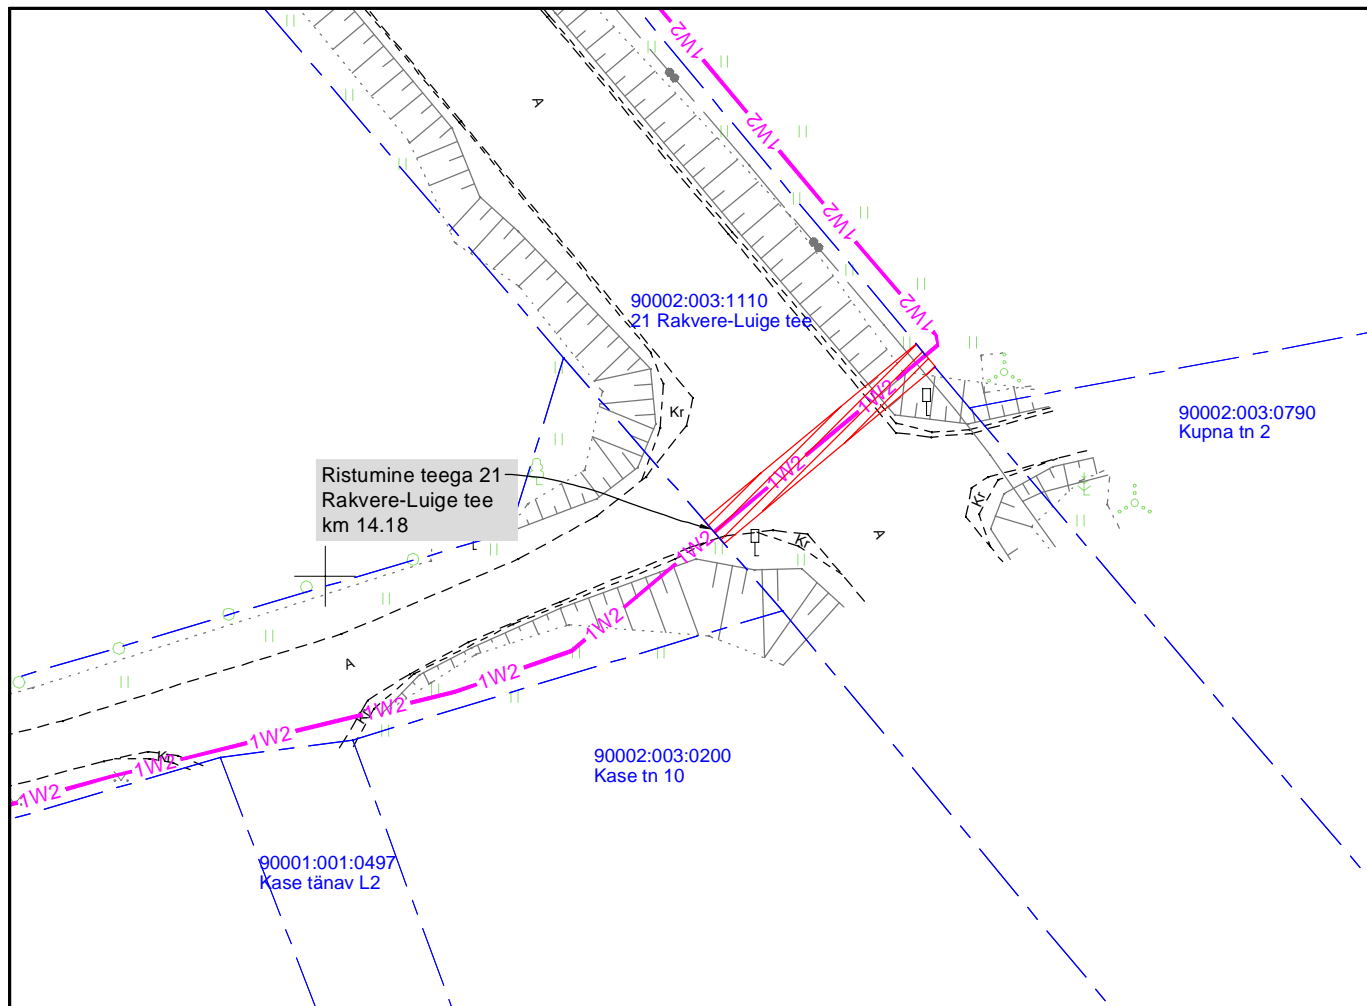 1W2
1W2
A
1W2
1W2
90002:003:1110
21 Rakvere-Luige tee
1W2
Kr
90002:003:0790
Kupna tn 2
Ristumine teega 21
Rakvere-Luige tee
km 14.18
1W2
Kr
A
Kr
1W2
1W2
A
1W2
1W2
Kr
1W2
Kr
1W2
1W2
90002:003:0200
Kase tn 10
90001:001:0497
Kase tänav L2